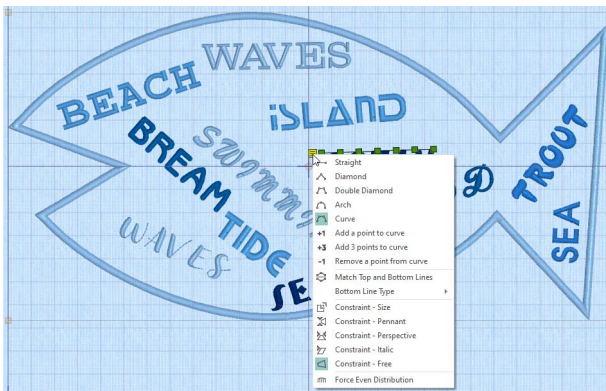 WAVES
BEACH
iSLAND
BREAM
TROUT
TIDE
WAVES
SEA
Straight
Diamond
Double Diamond
Arch
Curve
+1 Add a point to curve
+3 Add 3 points to curve
-1 Remove a point from curve
Match Top and Bottom Lines
Bottom Line Type
Constraint - Size
Constraint - Pennant
Constraint - Perspective
Constraint - Italic
Constraint - Free
Force Even Distribution